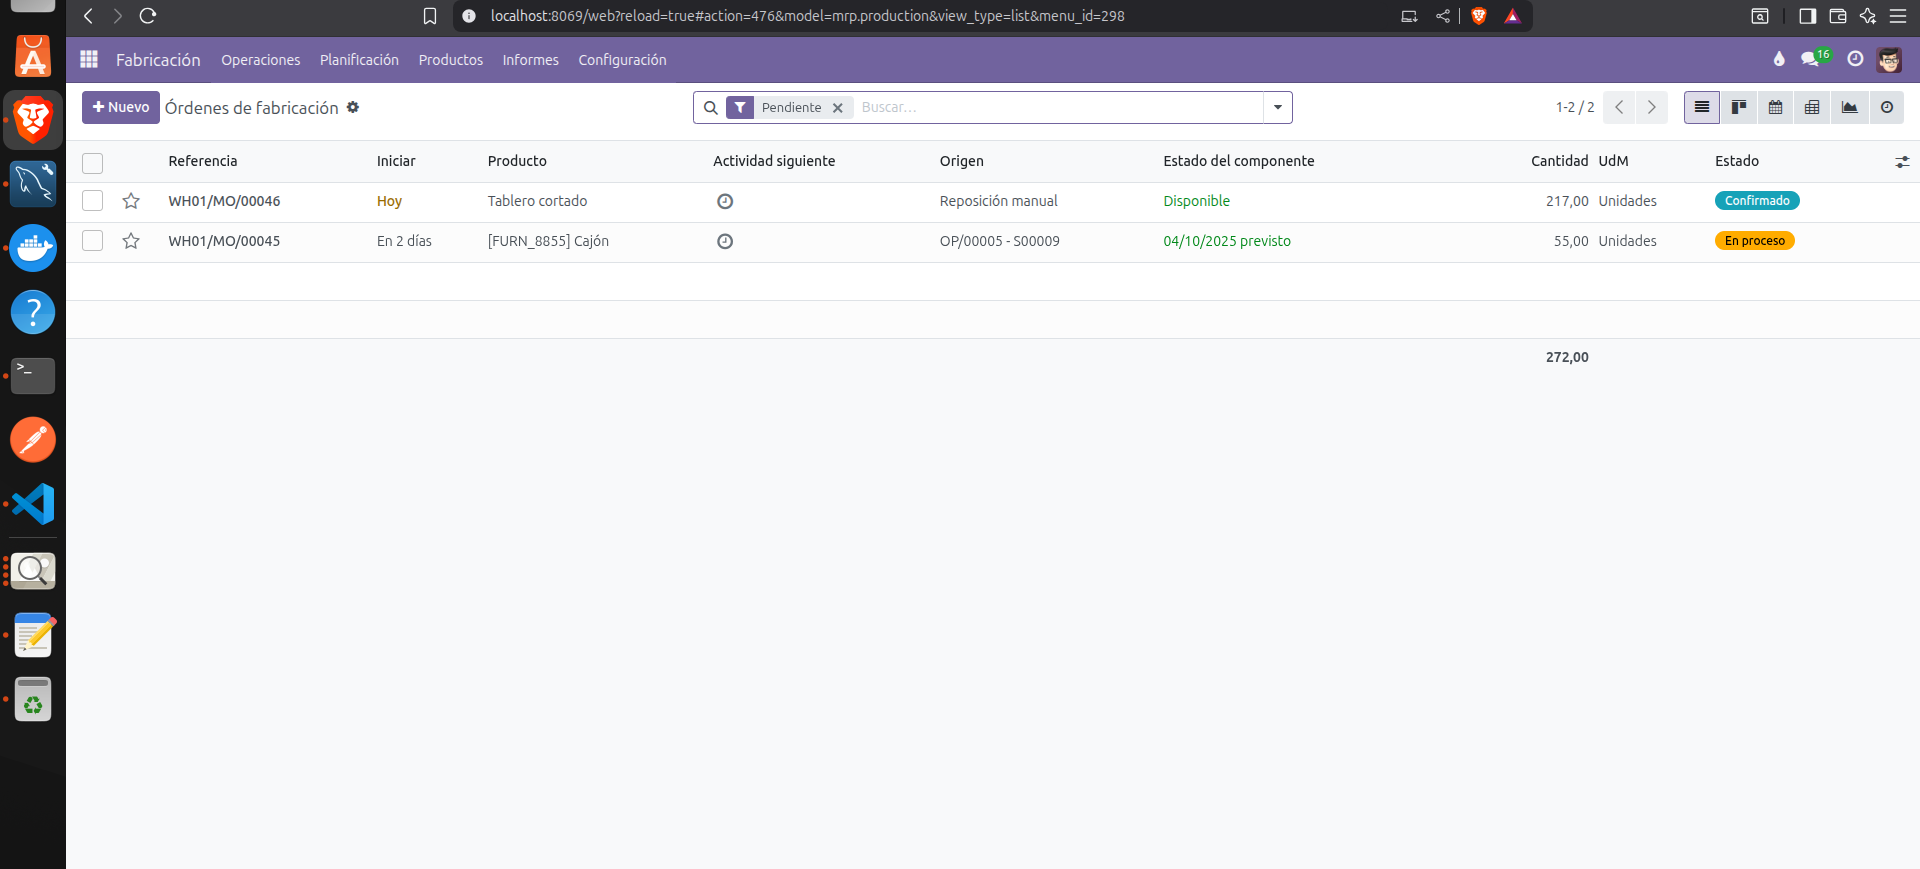 localhost:8069/web?reload=true#action=476&model=mrp.production&view_type=list&menu_id=298
Fabricación Operaciones Planificación Productos Informes Configuración 16
Nuevo Órdenes de fabricación Pendiente Buscar... 1-2 / 2
Referencia Iniciar Producto Actividad siguiente Origen Estado del componente Cantidad UdM Estado
WH01/MO/00046 Hoy Tablero cortado Reposición manual Disponible 217,00 Unidades Confirmado
WH01/MO/00045 En 2 días [FURN_8855] Cajón OP/00005 - S00009 04/10/2025 previsto 55,00 Unidades En proceso
272,00